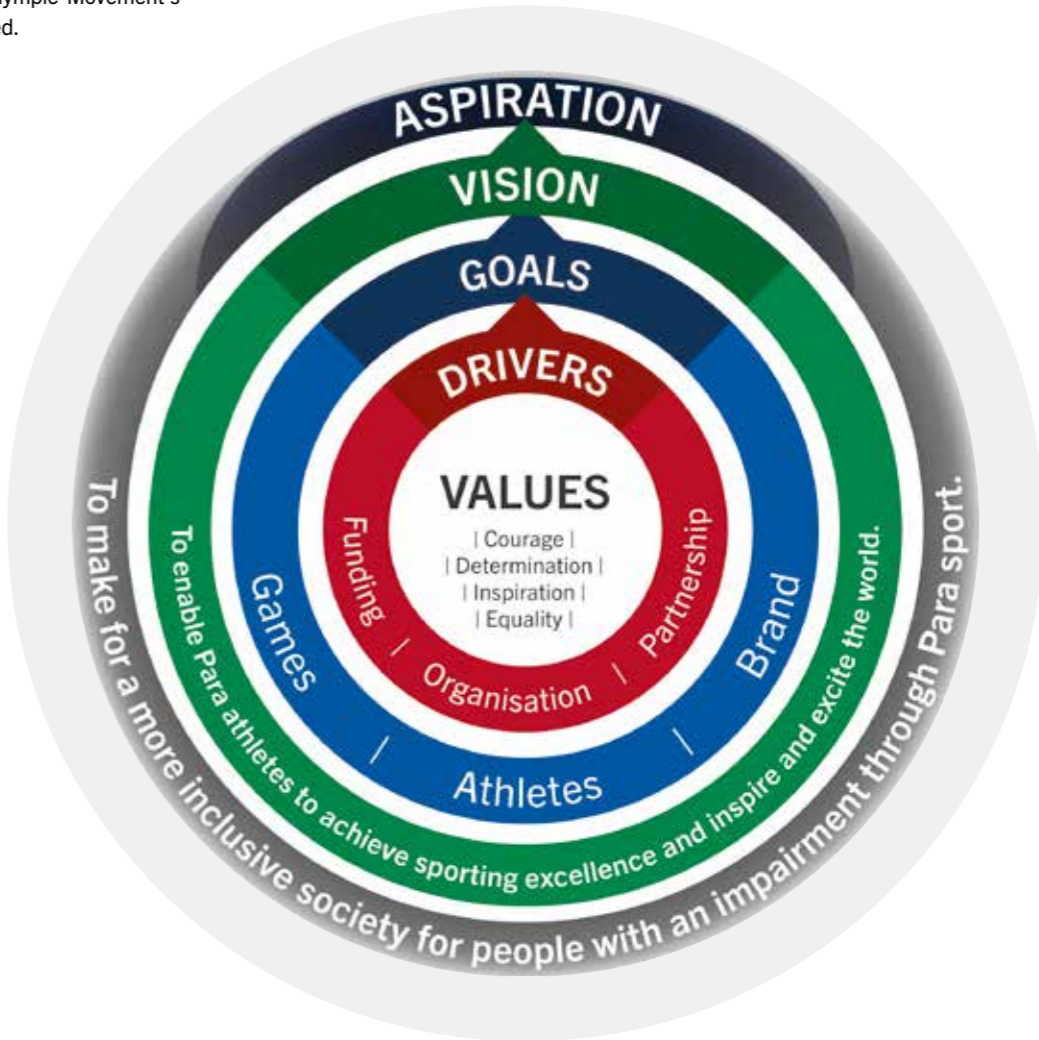 ed.
ASPIRATION
VISION
GOALS
DRIVERS
VALUES
| Courage |
| Determination |
| Inspiration |
| Equality |
Funding | Organisation | Partnership
Games | Athletes | Brand
To enable Para athletes to achieve sporting excellence and inspire and excite the world.
To make for a more inclusive society for people with an impairment through Para sport.